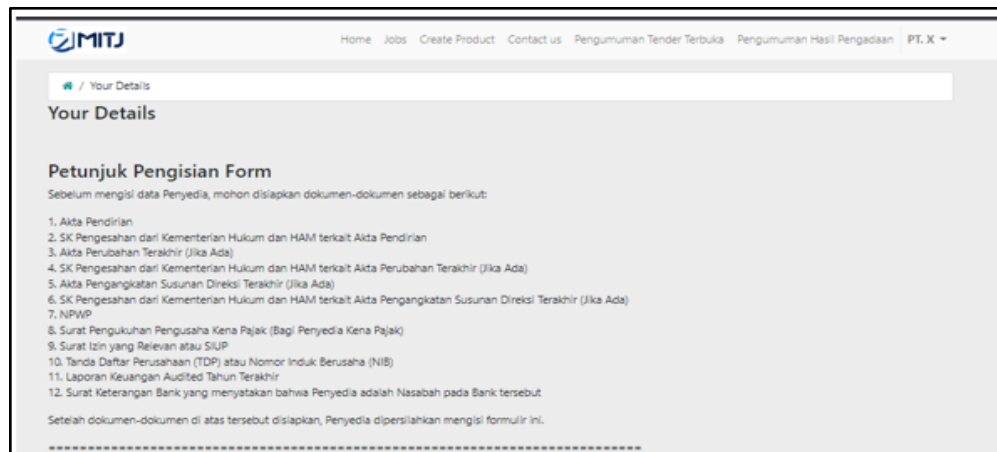 MITJ
Home Jobs Create Product Contact us Pengumuman Tender Terbuka Pengumuman Hasil Pengadaan PT. X
/ Your Details
Your Details
Petunjuk Pengisian Form
Sebelum mengisi data Penyedia, mohon disiapkan dokumen-dokumen sebagai berikut:
1. Akta Pendirian
2. SK Pengesahan dari Kementerian Hukum dan HAM terkait Akta Pendirian
3. Akta Perubahan Terakhir (Jika Ada)
4. SK Pengesahan dari Kementerian Hukum dan HAM terkait Akta Perubahan Terakhir (Jika Ada)
5. Akta Pengangkatan Susunan Direksi Terakhir (Jika Ada)
6. SK Pengesahan dari Kementerian Hukum dan HAM terkait Akta Pengangkatan Susunan Direksi Terakhir (Jika Ada)
7. NPWP
8. Surat Pengukuhan Pengusaha Kena Pajak (Bagi Penyedia Kena Pajak)
9. Surat Izin yang Relevan atau SIUP
10. Tanda Daftar Perusahaan (TDP) atau Nomor Induk Berusaha (NIB)
11. Laporan Keuangan Audited Tahun Terakhir
12. Surat Keterangan Bank yang menyatakan bahwa Penyedia adalah Nasabah pada Bank tersebut
Setelah dokumen-dokumen di atas tersebut disiapkan, Penyedia dipersilahkan mengisi formulir ini.